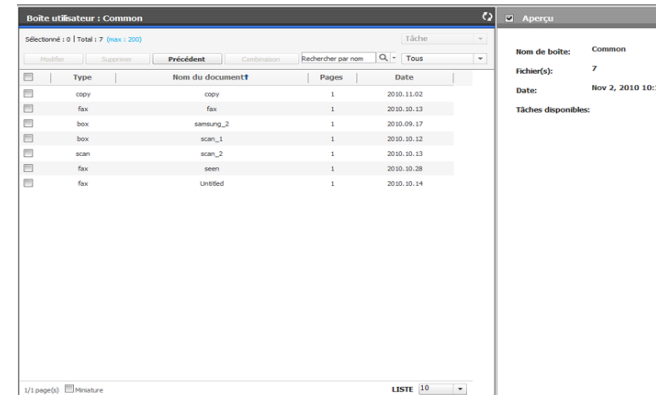 Boîte utilisateur : Common
Sélectionné : 0 | Total : 7 (max : 200)
Tâche
Modifier Supprimer Précédent Combinaison Rechercher par nom Tous
Type Nom du document↑ Pages Date
copy copy 1 2010.11.02
fax fax 1 2010.10.13
box samsung_2 1 2010.09.17
box scan_1 1 2010.10.12
scan scan_2 1 2010.10.13
fax seen 1 2010.10.28
fax Untitled 1 2010.10.14
1/1 page(s) Miniature LISTE 10
Aperçu
Nom de boîte: Common
Fichier(s): 7
Date: Nov 2, 2010 10:
Tâches disponibles: